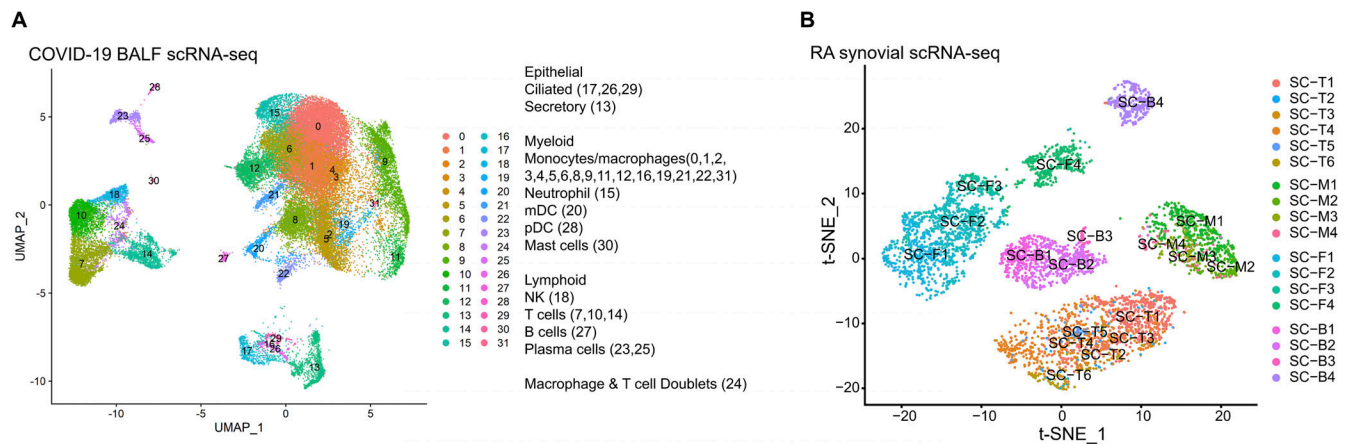 A
COVID-19 BALF scRNA-seq
UMAP_2
5
0
-5
-10
-10
-5
0
5
UMAP_1
28
23
25
30
18
10
24
7
14
27
15
0
6
1
4
3
12
9
21
31
8
19
2
5
20
11
22
29
16
26
17
13
0
1
2
3
4
5
6
7
8
9
10
11
12
13
14
15
16
17
18
19
20
21
22
23
24
25
26
27
28
29
30
31
Epithelial
Ciliated (17,26,29)
Secretory (13)
Myeloid
Monocytes/macrophages(0,1,2,
3,4,5,6,8,9,11,12,16,19,21,22,31)
Neutrophil (15)
mDC (20)
pDC (28)
Mast cells (30)
Lymphoid
NK (18)
T cells (7,10,14)
B cells (27)
Plasma cells (23,25)
Macrophage & T cell Doublets (24)
B
RA synovial scRNA-seq
t-SNE_2
20
10
0
−10
−20
−20
−10
0
10
20
t-SNE_1
SC−B4
SC−F4
SC−F3
SC−F2
SC−F1
SC−B3
SC−B1
SC−B2
SC−M1
SC−M4
SC−M3
SC−M2
SC−T1
SC−T5
SC−T4
SC−T3
SC−T2
SC−T6
SC−T1
SC−T2
SC−T3
SC−T4
SC−T5
SC−T6
SC−M1
SC−M2
SC−M3
SC−M4
SC−F1
SC−F2
SC−F3
SC−F4
SC−B1
SC−B2
SC−B3
SC−B4